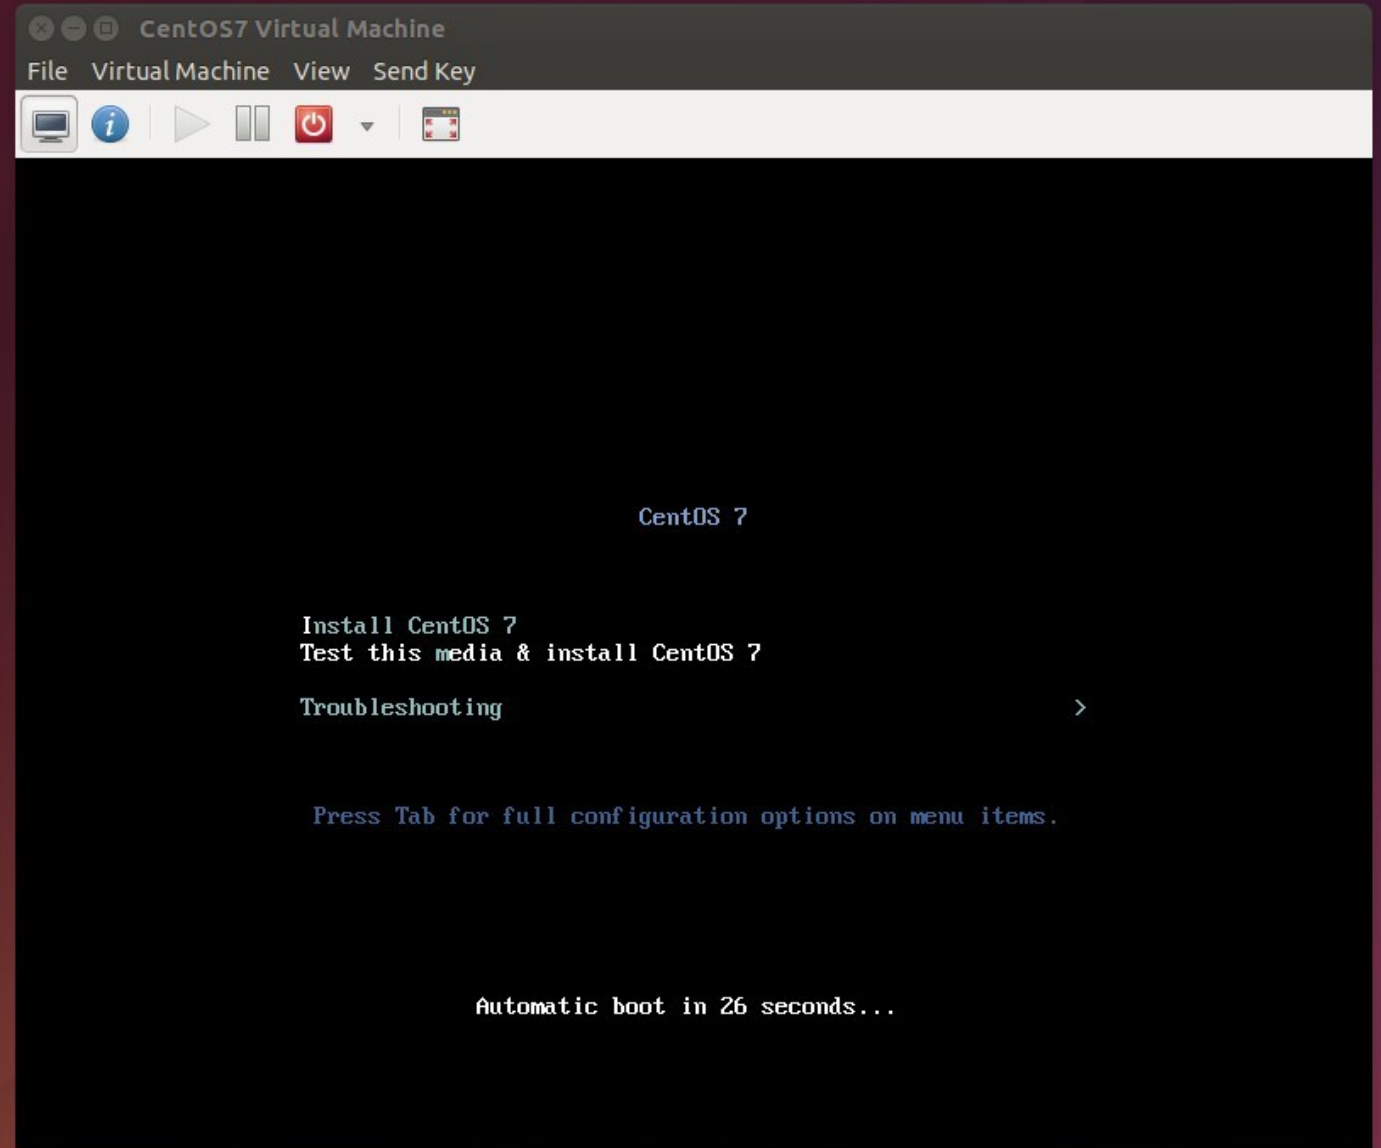 CentOS7 Virtual Machine
File Virtual Machine View Send Key
CentOS 7
Install CentOS 7
Test this media & install CentOS 7
Troubleshooting >
Press Tab for full configuration options on menu items.
Automatic boot in 26 seconds...